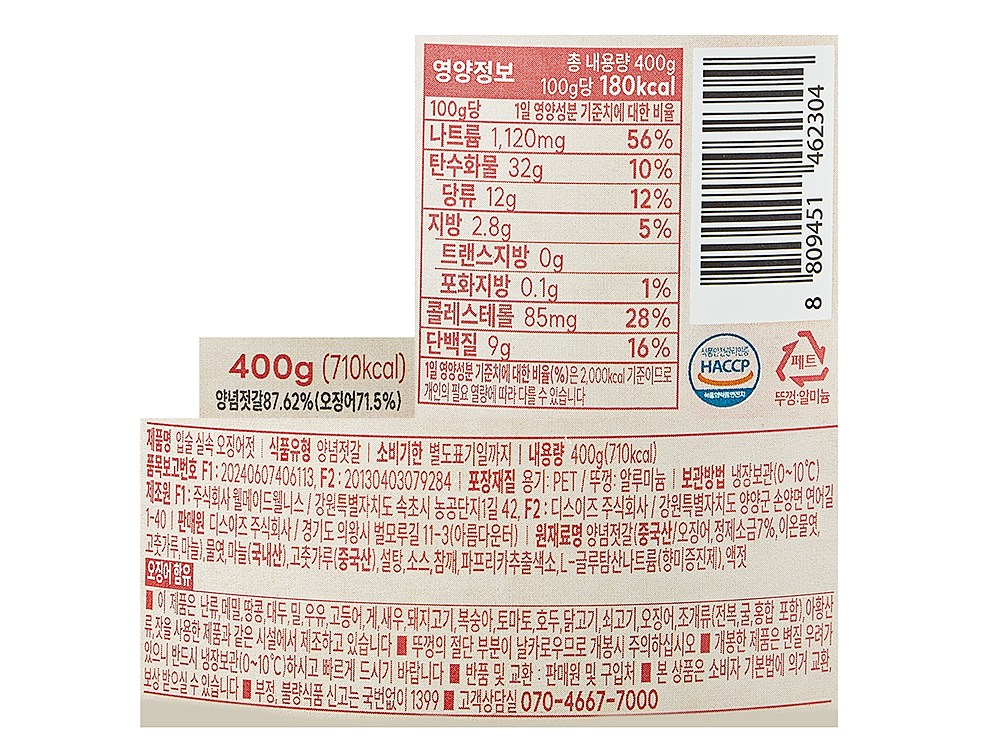 영양정보
총 내용량 400g
100g당 180kcal
100g당 1일 영양성분 기준치에 대한 비율
나트륨 1,120mg 56%
탄수화물 32g 10%
당류 12g 12%
지방 2.8g 5%
트랜스지방 0g
포화지방 0.1g 1%
콜레스테롤 85mg 28%
단백질 9g 16%
1일 영양성분 기준치에 대한 비율(%)은 2,000kcal 기준이므로
개인의 필요 열량에 따라 다를 수 있습니다
8 809451 462304
식품안전관리인증
HACCP
식품의약품안전처
페트
뚜껑:알미늄
400g (710kcal)
양념젓갈87.62%(오징어71.5%)
제품명 입술 실속 오징어젓 | 식품유형 양념젓갈 | 소비기한 별도표기일까지 | 내용량 400g(710kcal)
품목보고번호 F1 : 20240607406113, F2 : 20130403079284 | 포장재질 용기 : PET / 뚜껑 : 알루미늄 | 보관방법 냉장보관(0~10℃)
제조원 F1 : 주식회사 웰메이드웰니스 / 강원특별자치도 속초시 농공단지1길 42, F2 : 디스이즈 주식회사 / 강원특별자치도 양양군 손양면 연어길
1-40 | 판매원 디스이즈 주식회사 / 경기도 의왕시 벌모루길 11-3(아름다운터) | 원재료명 양념젓갈(중국산/오징어, 정제소금7%, 이온물엿,
고춧가루, 마늘), 물엿, 마늘(국내산), 고춧가루(중국산), 설탕, 소스, 참깨, 파프리카추출색소, L-글루탐산나트륨(향미증진제), 액젓
오징어 함유
■ 이 제품은 난류, 메밀, 땅콩, 대두, 밀, 우유, 고등어, 게, 새우, 돼지고기, 복숭아, 토마토, 호두, 닭고기, 쇠고기, 오징어, 조개류(전복, 굴, 홍합 포함), 아황산
류, 잣을 사용한 제품과 같은 시설에서 제조하고 있습니다 ■ 뚜껑의 절단 부분이 날카로우므로 개봉시 주의하십시오 ■ 개봉한 제품은 변질 우려가
있으니 반드시 냉장보관(0~10℃)하시고 빠르게 드시기 바랍니다 ■ 반품 및 교환 : 판매원 및 구입처 ■ 본 상품은 소비자 기본법에 의거 교환,
보상 받으실 수 있습니다 ■ 부정, 불량식품 신고는 국번없이 1399 ■ 고객상담실 070-4667-7000